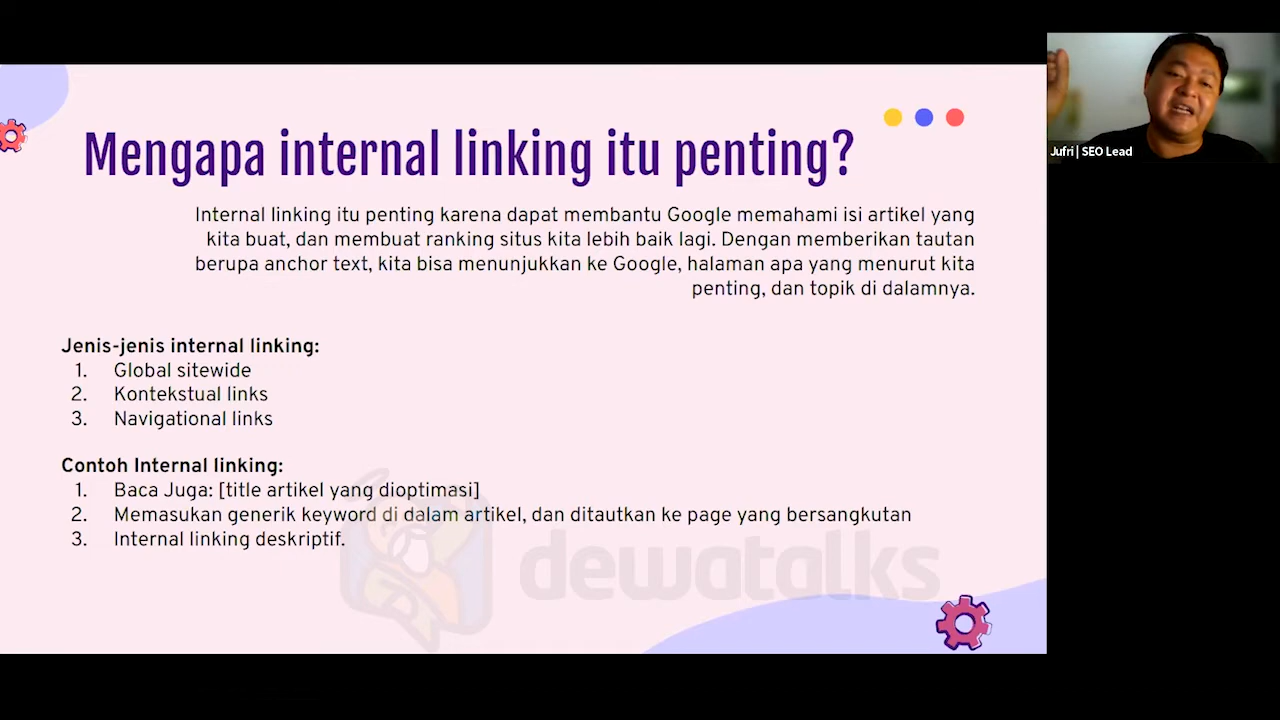 Mengapa internal linking itu penting?
Internal linking itu penting karena dapat membantu Google memahami isi artikel yang
kita buat, dan membuat ranking situs kita lebih baik lagi. Dengan memberikan tautan
berupa anchor text, kita bisa menunjukkan ke Google, halaman apa yang menurut kita
penting, dan topik di dalamnya.
Jenis-jenis internal linking:
1. Global sitewide
2. Kontekstual links
3. Navigational links
Contoh Internal linking:
1. Baca Juga: [title artikel yang dioptimasi]
2. Memasukan generik keyword di dalam artikel, dan ditautkan ke page yang bersangkutan
3. Internal linking deskriptif.
dewatalks
Jufri | SEO Lead